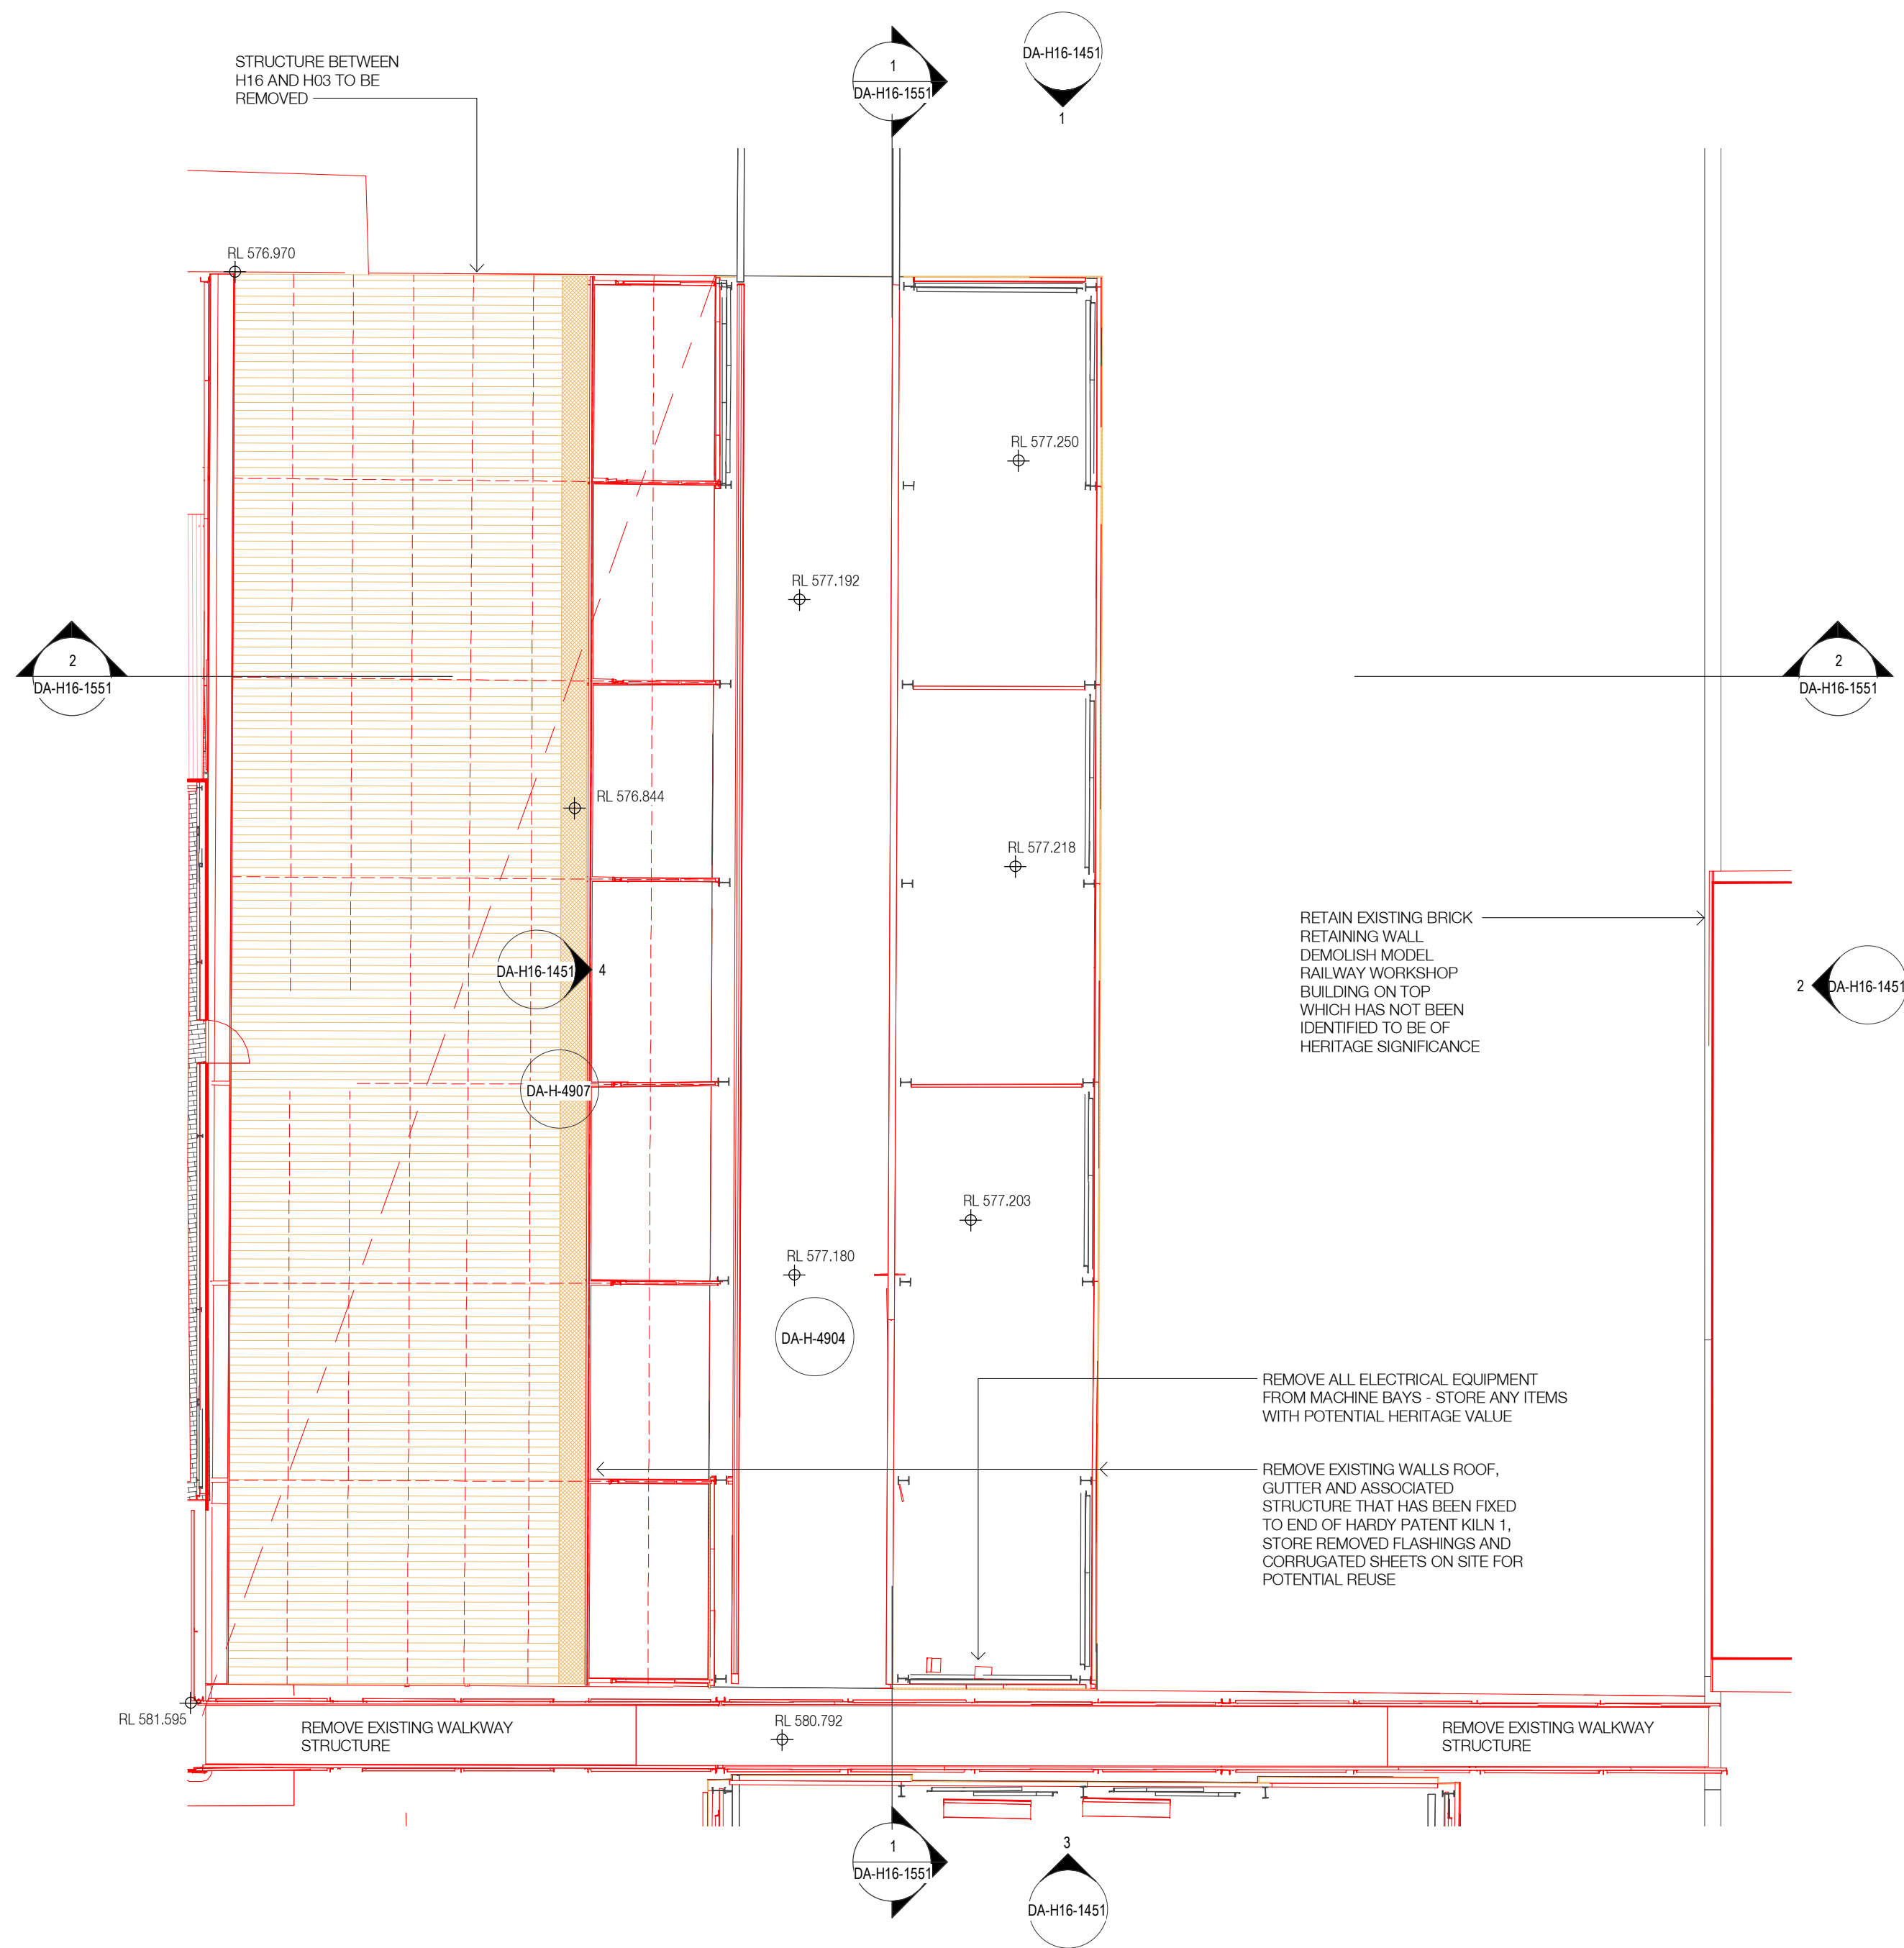 STRUCTURE BETWEEN
H16 AND H03 TO BE
REMOVED
1
DA-H16-1551
DA-H16-1451
1
RL 576.970
RL 577.250
RL 577.192
2
DA-H16-1551
2
DA-H16-1551
RL 576.844
RL 577.218
RETAIN EXISTING BRICK
RETAINING WALL
DEMOLISH MODEL
RAILWAY WORKSHOP
BUILDING ON TOP
WHICH HAS NOT BEEN
IDENTIFIED TO BE OF
HERITAGE SIGNIFICANCE
DA-H16-1451
4
2
DA-H16-1451
DA-H-4907
RL 577.203
RL 577.180
DA-H-4904
REMOVE ALL ELECTRICAL EQUIPMENT
FROM MACHINE BAYS - STORE ANY ITEMS
WITH POTENTIAL HERITAGE VALUE
REMOVE EXISTING WALLS ROOF,
GUTTER AND ASSOCIATED
STRUCTURE THAT HAS BEEN FIXED
TO END OF HARDY PATENT KILN 1,
STORE REMOVED FLASHINGS AND
CORRUGATED SHEETS ON SITE FOR
POTENTIAL REUSE
RL 581.595
REMOVE EXISTING WALKWAY
STRUCTURE
RL 580.792
REMOVE EXISTING WALKWAY
STRUCTURE
1
DA-H16-1551
3
DA-H16-1451